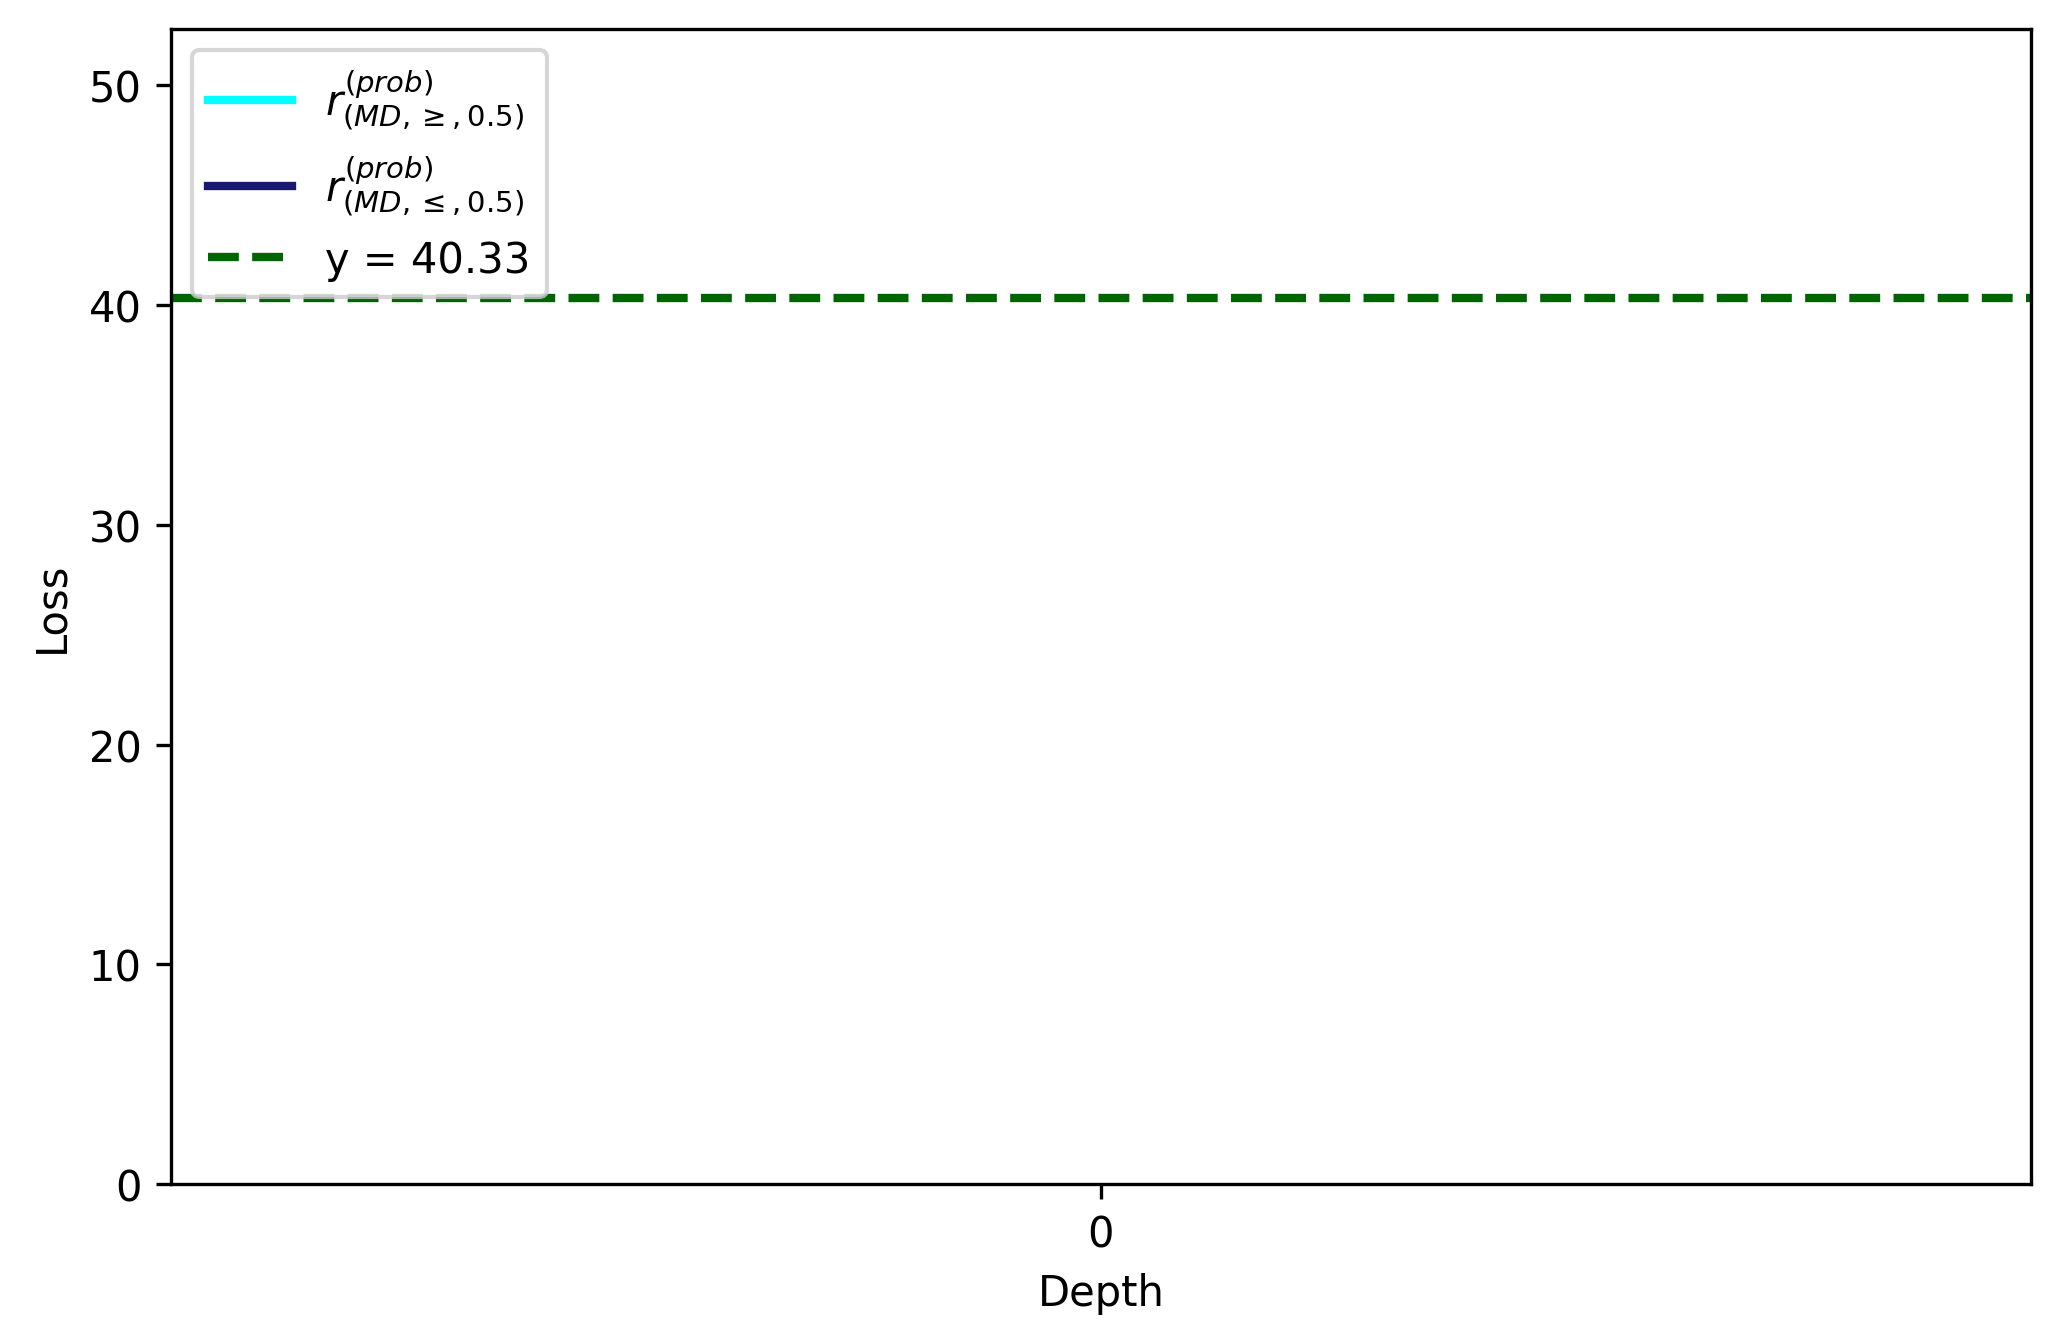 50
40
30
20
10
0
Loss
r^{(prob)}_{(MD, ≥, 0.5)}
r^{(prob)}_{(MD, ≤, 0.5)}
y = 40.33
0
Depth